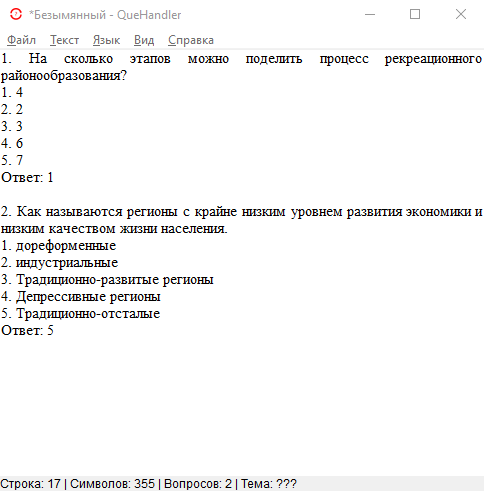 *Безымянный - QueHandler
Файл Текст Язык Вид Справка
1. На сколько этапов можно поделить процесс рекреационного
районообразования?
1. 4
2. 2
3. 3
4. 6
5. 7
Ответ: 1
2. Как называются регионы с крайне низким уровнем развития экономики и
низким качеством жизни населения.
1. дореформенные
2. индустриальные
3. Традиционно-развитые регионы
4. Депрессивные регионы
5. Традиционно-отсталые
Ответ: 5
Строка: 17 | Символов: 355 | Вопросов: 2 | Тема: ???